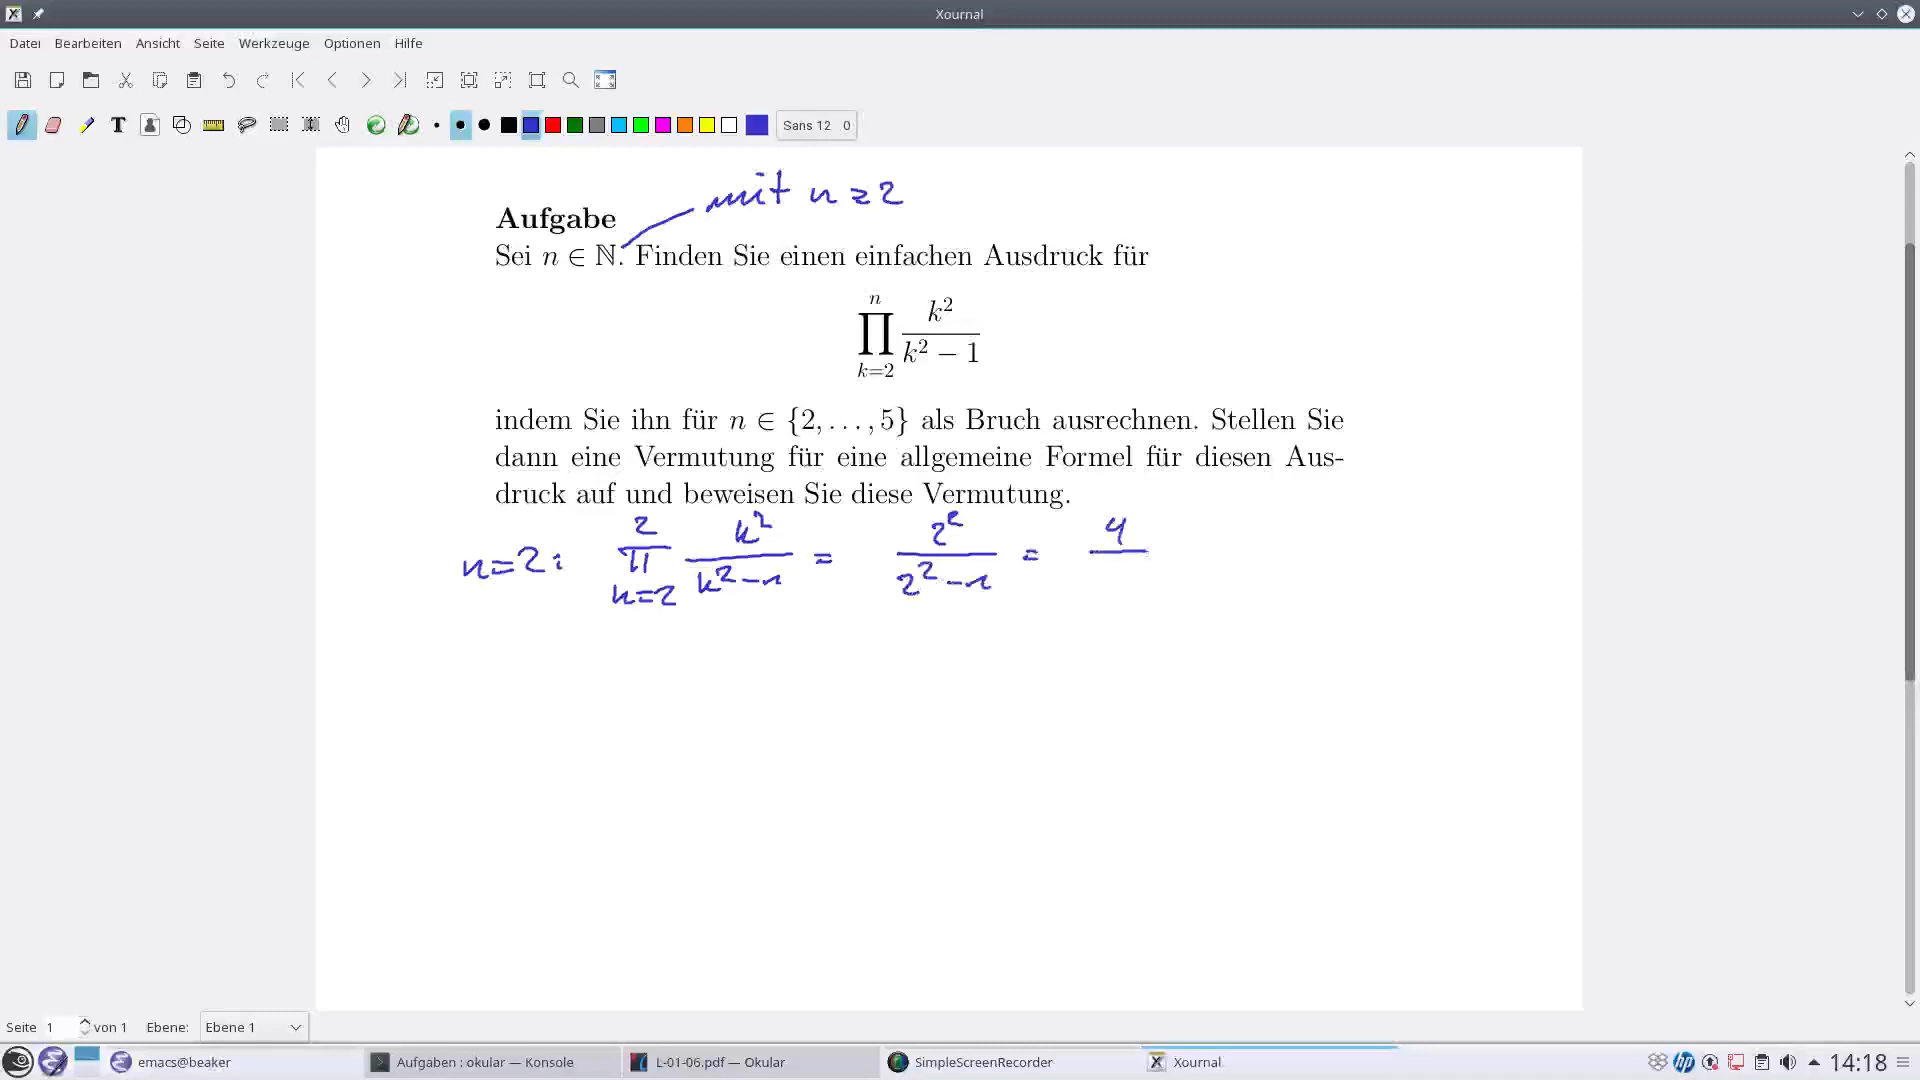 Xournal
Datei Bearbeiten Ansicht Seite Werkzeuge Optionen Hilfe
T Sans 12 0
mit n ≥ 2
Aufgabe
Sei n ∈ ℕ. Finden Sie einen einfachen Ausdruck für
∏_{k=2}^{n} k²/(k² − 1)
indem Sie ihn für n ∈ {2, . . . , 5} als Bruch ausrechnen. Stellen Sie
dann eine Vermutung für eine allgemeine Formel für diesen Aus-
druck auf und beweisen Sie diese Vermutung.
n=2: ∏_{k=2}^{2} k²/(k²−1) = 2²/(2²−1) = 4/
Seite 1 von 1 Ebene: Ebene 1
emacs@beaker Aufgaben : okular — Konsole L-01-06.pdf — Okular SimpleScreenRecorder Xournal hp 14:18